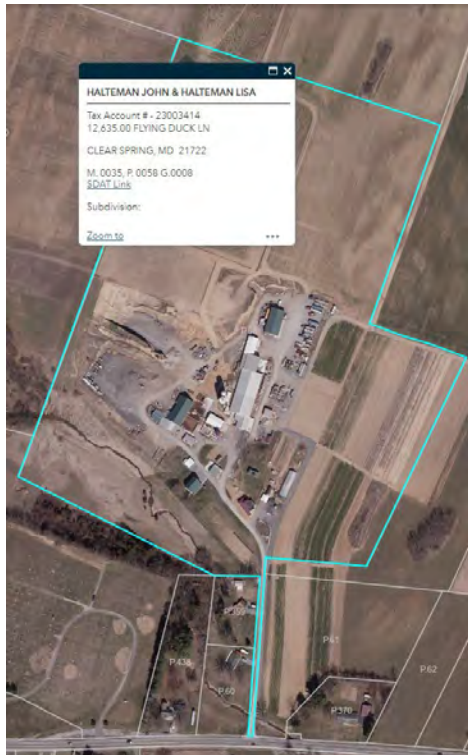 HALTEMAN JOHN & HALTEMAN LISA
Tax Account # - 23003414
12,635.00 FLYING DUCK LN
CLEAR SPRING, MD 21722
M. 0035, P. 0058 G.0008
SDAT Link
Subdivision:
Zoom to
P.438
P.60
P.61
P.62
P.370